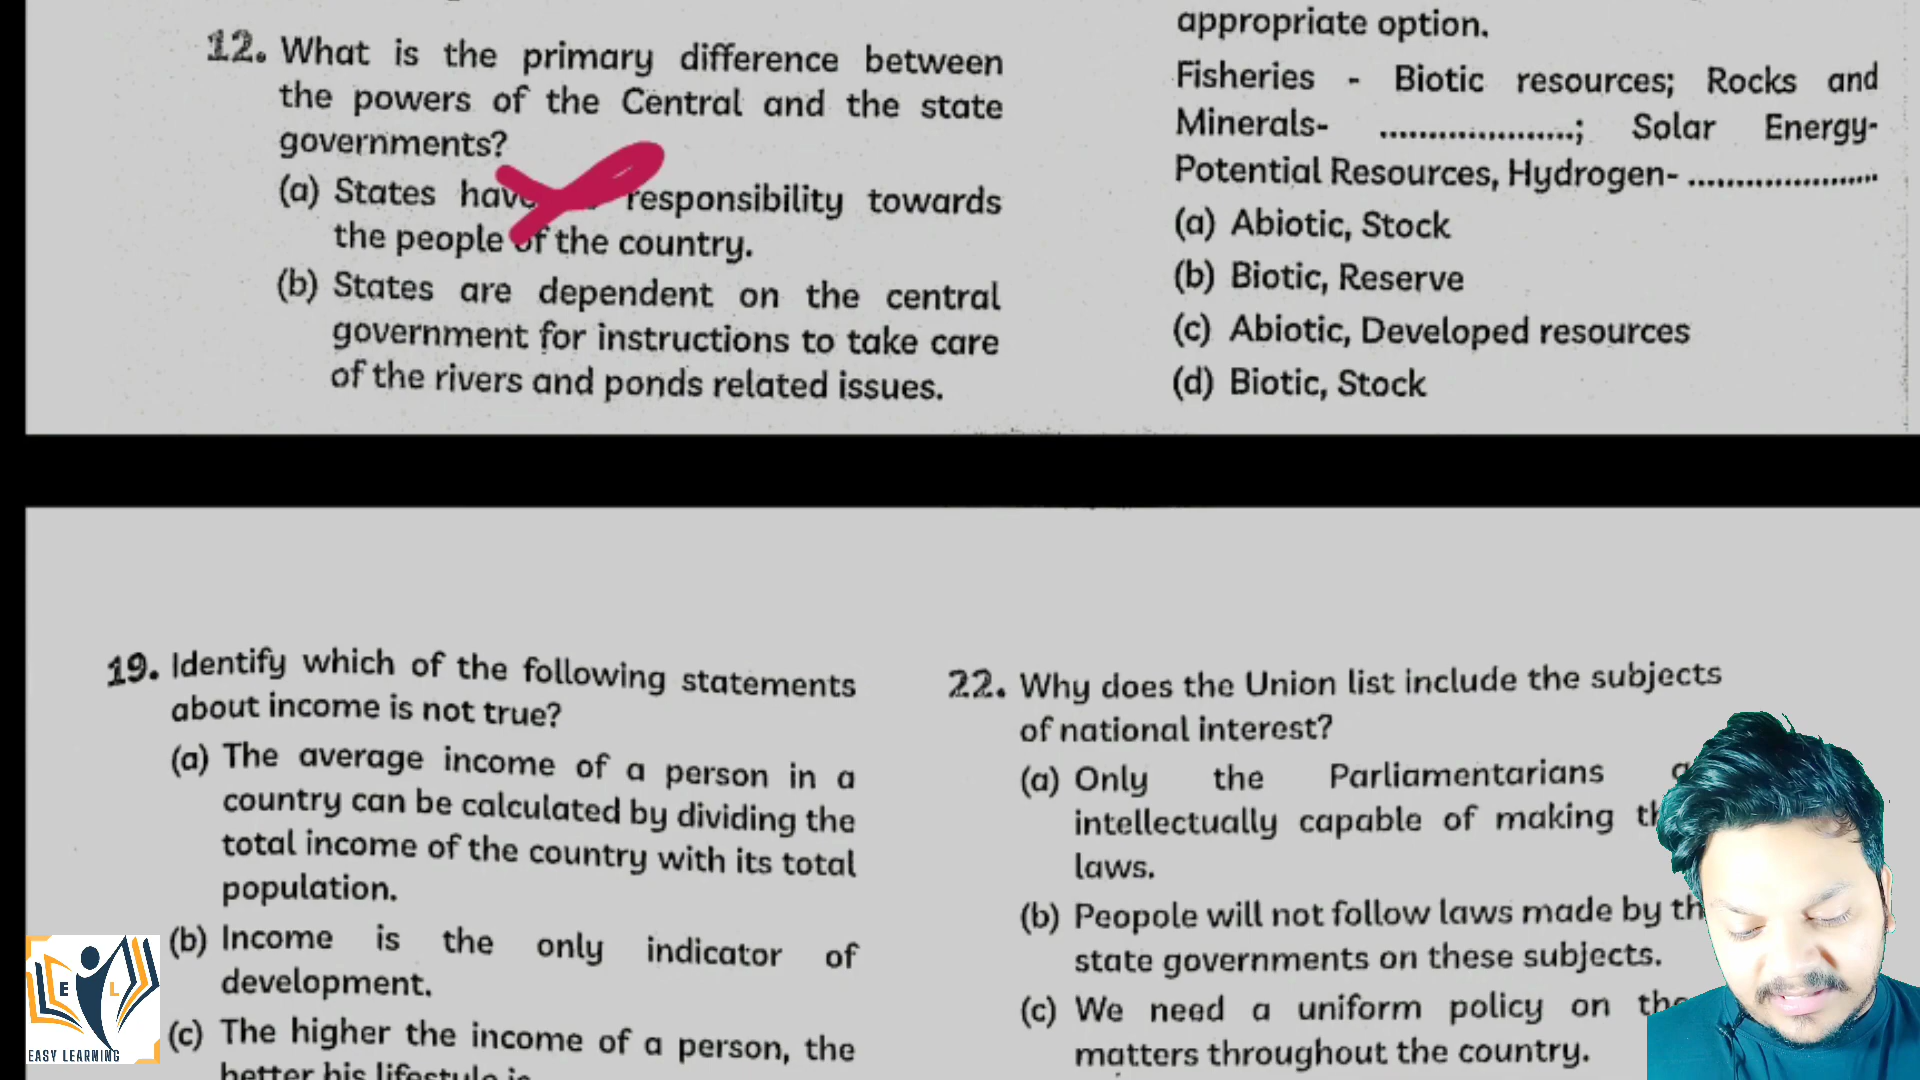 12. What is the primary difference between
the powers of the Central and the state
governments?
(a) States have responsibility towards
the people of the country.
(b) States are dependent on the central
government for instructions to take care
of the rivers and ponds related issues.
appropriate option.
Fisheries - Biotic resources; Rocks and
Minerals- ....................; Solar Energy-
Potential Resources, Hydrogen- ....................
(a) Abiotic, Stock
(b) Biotic, Reserve
(c) Abiotic, Developed resources
(d) Biotic, Stock
19. Identify which of the following statements
about income is not true?
(a) The average income of a person in a
country can be calculated by dividing the
total income of the country with its total
population.
(b) Income is the only indicator of
development.
(c) The higher the income of a person, the
better his lifestyle is.
22. Why does the Union list include the subjects
of national interest?
(a) Only the Parliamentarians
intellectually capable of making
laws.
(b) Peopole will not follow laws made by
state governments on these subjects.
(c) We need a uniform policy on
matters throughout the country.
E L
EASY LEARNING